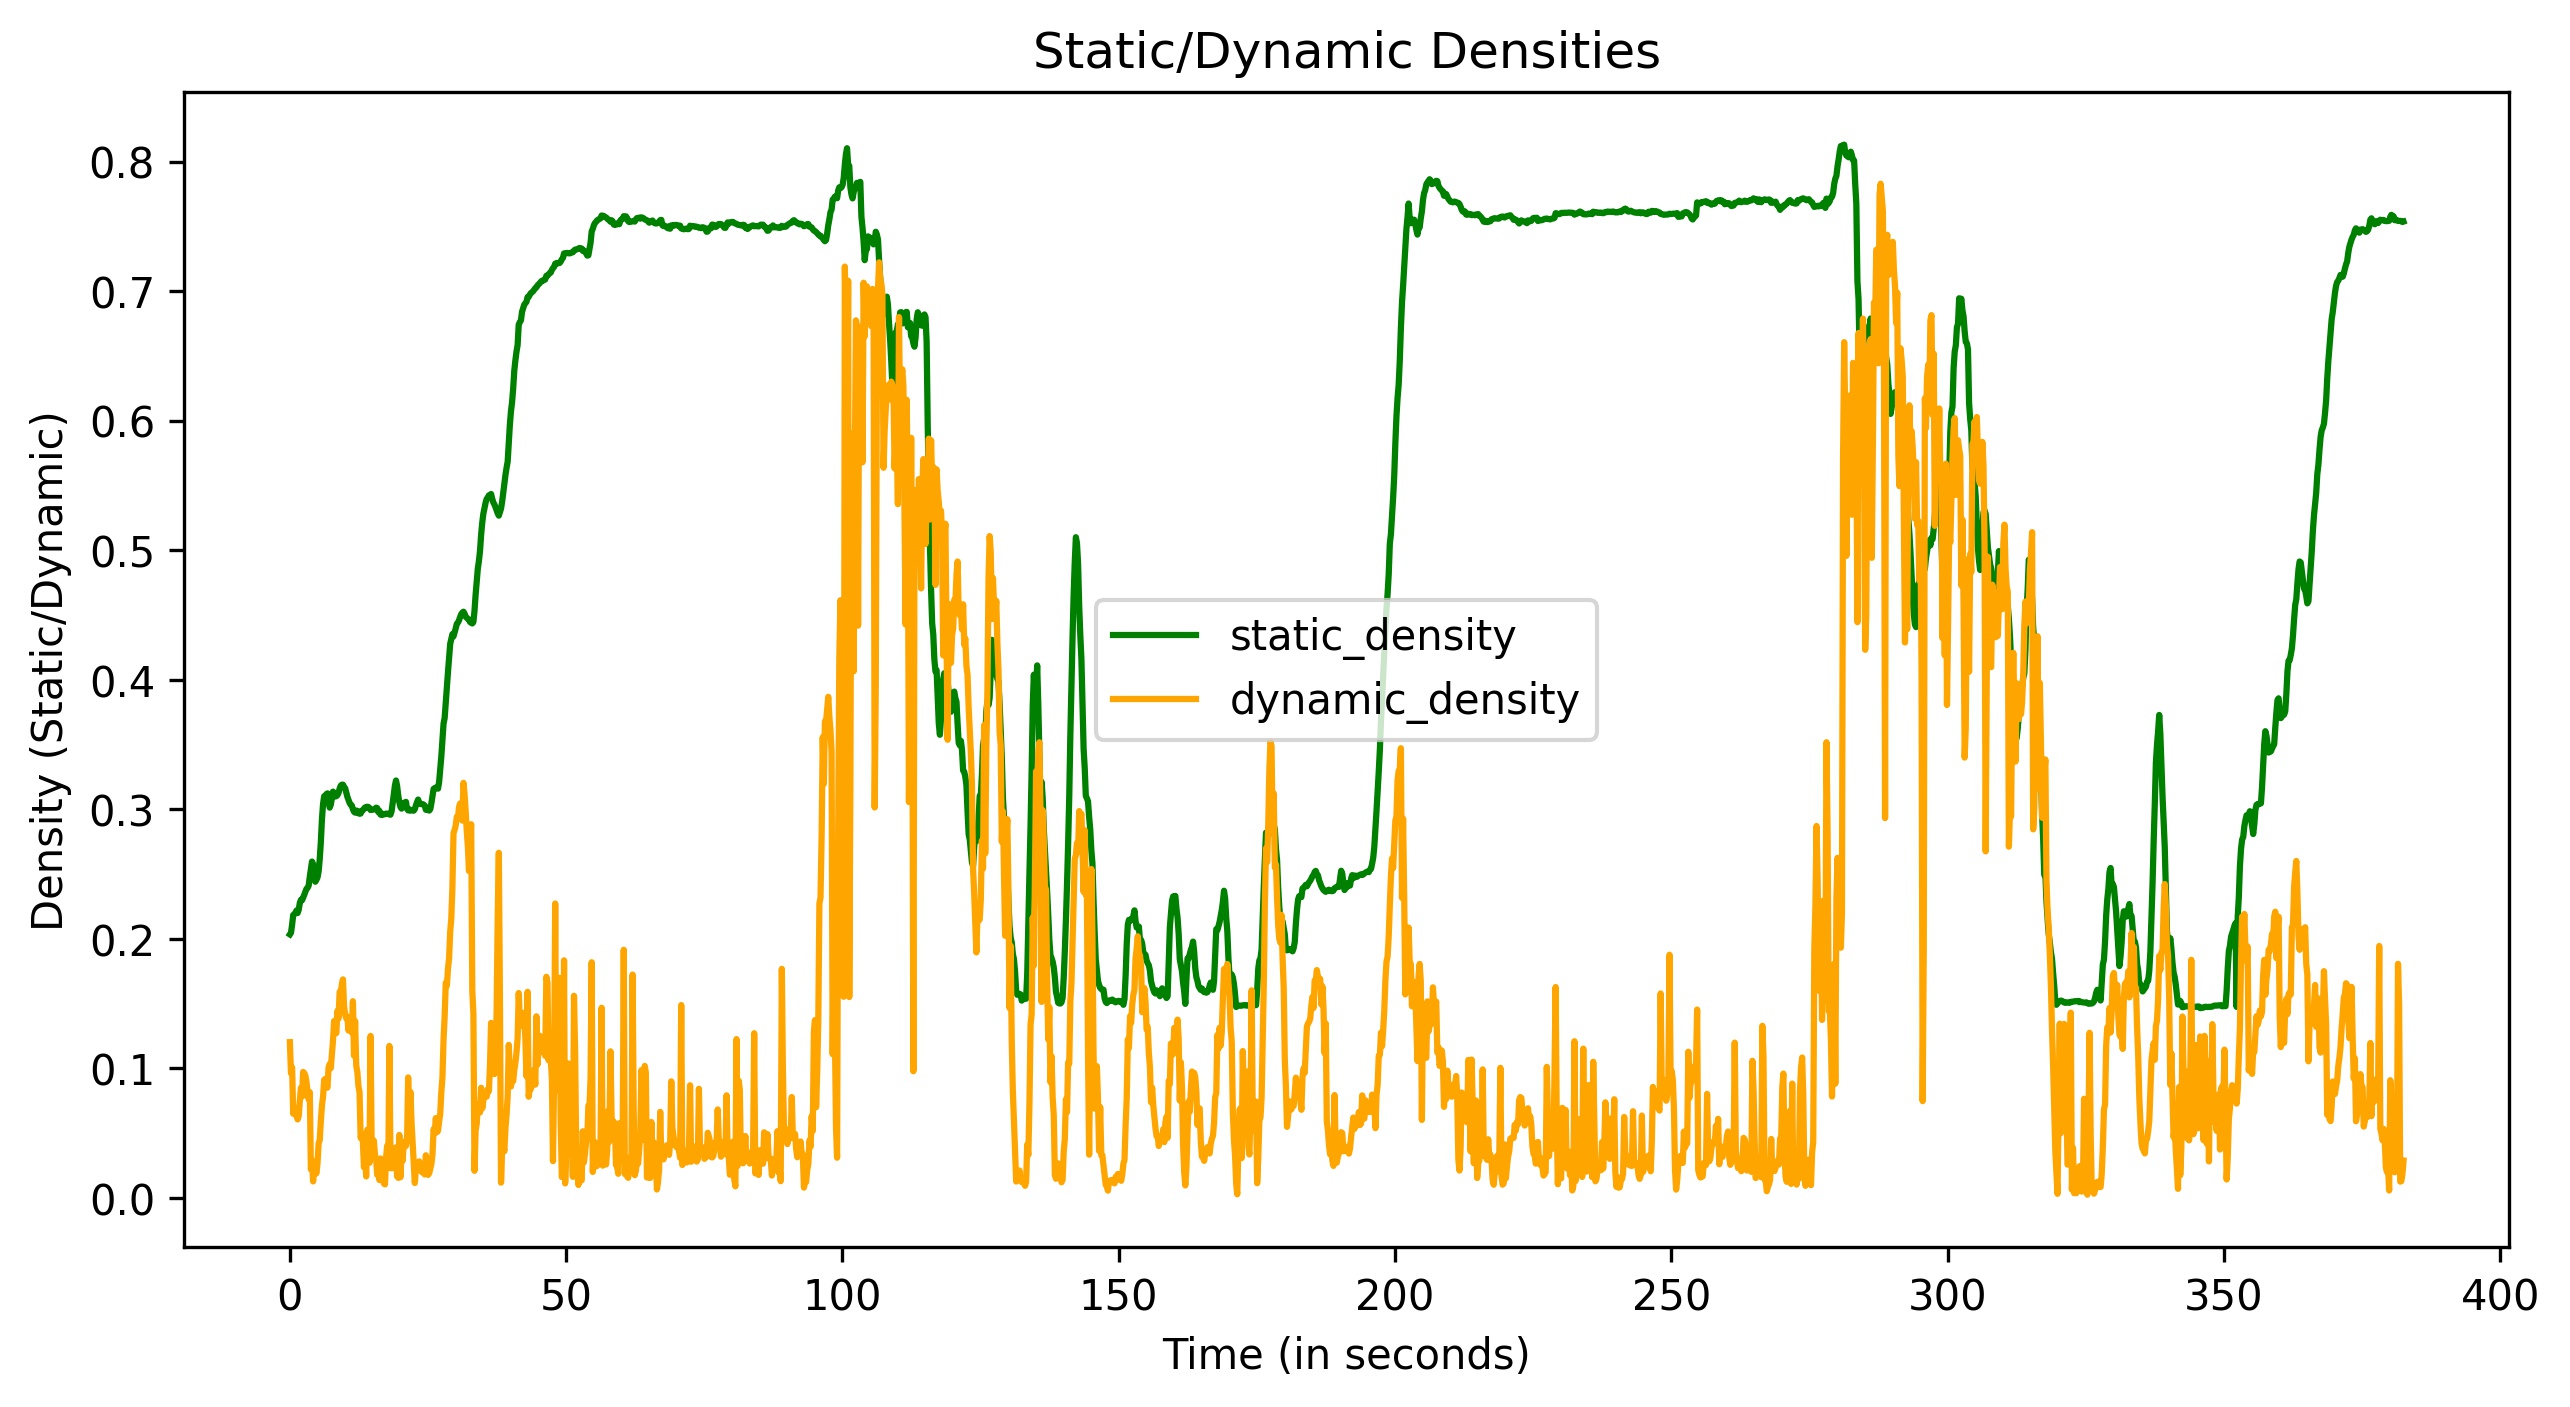 Static/Dynamic Densities
Density (Static/Dynamic)
0.8
0.7
0.6
0.5
0.4
0.3
0.2
0.1
0.0
static_density
dynamic_density
0 50 100 150 200 250 300 350 400
Time (in seconds)